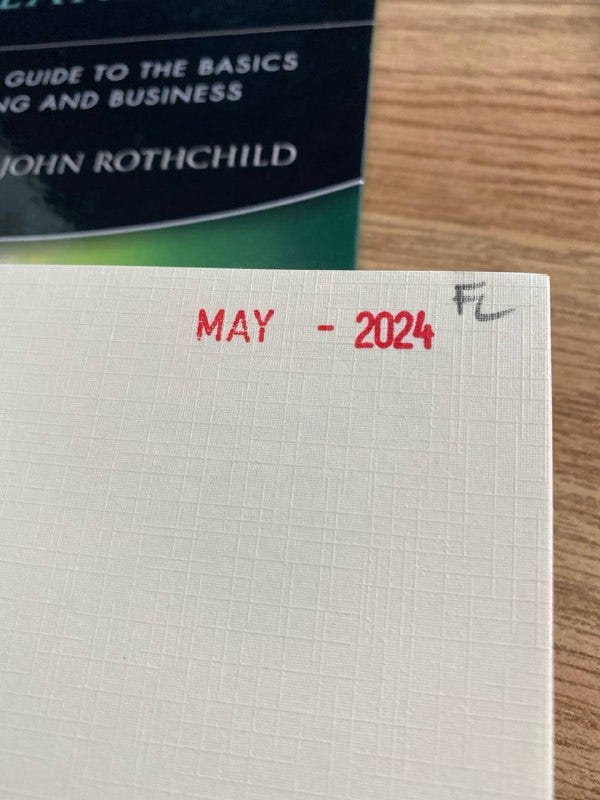 GUIDE TO THE BASICS
NG AND BUSINESS
JOHN ROTHCHILD
MAY - 2024
FL